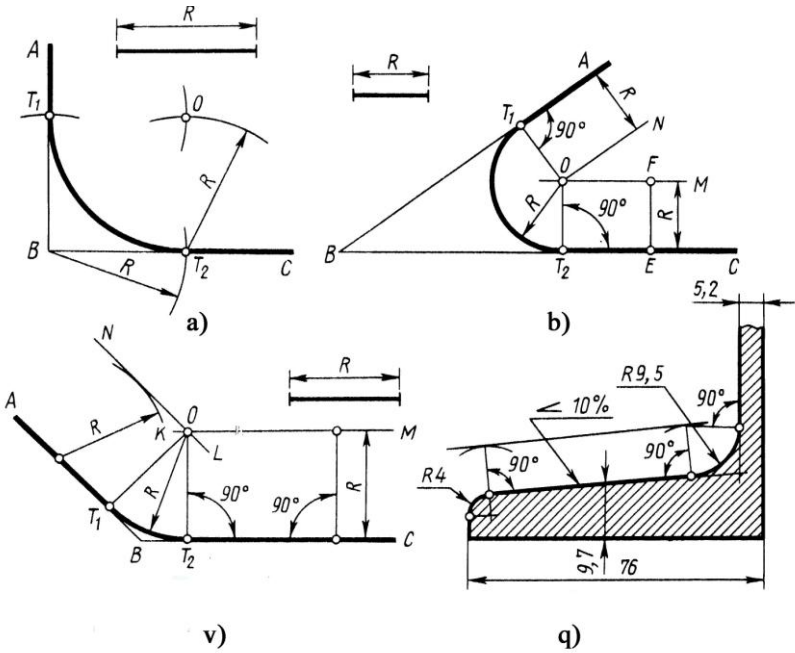 R
A
T₁
O
R
B
R
T₂
C
a)
R
A
R
T₁
90°
N
O
F
M
R
90°
R
B
T₂
E
C
b)
N
R
A
R
K
O
M
L
R
T₁
90°
90°
R
B
T₂
C
v)
5,2
R9,5
10%
90°
90°
90°
R4
9,7
76
q)